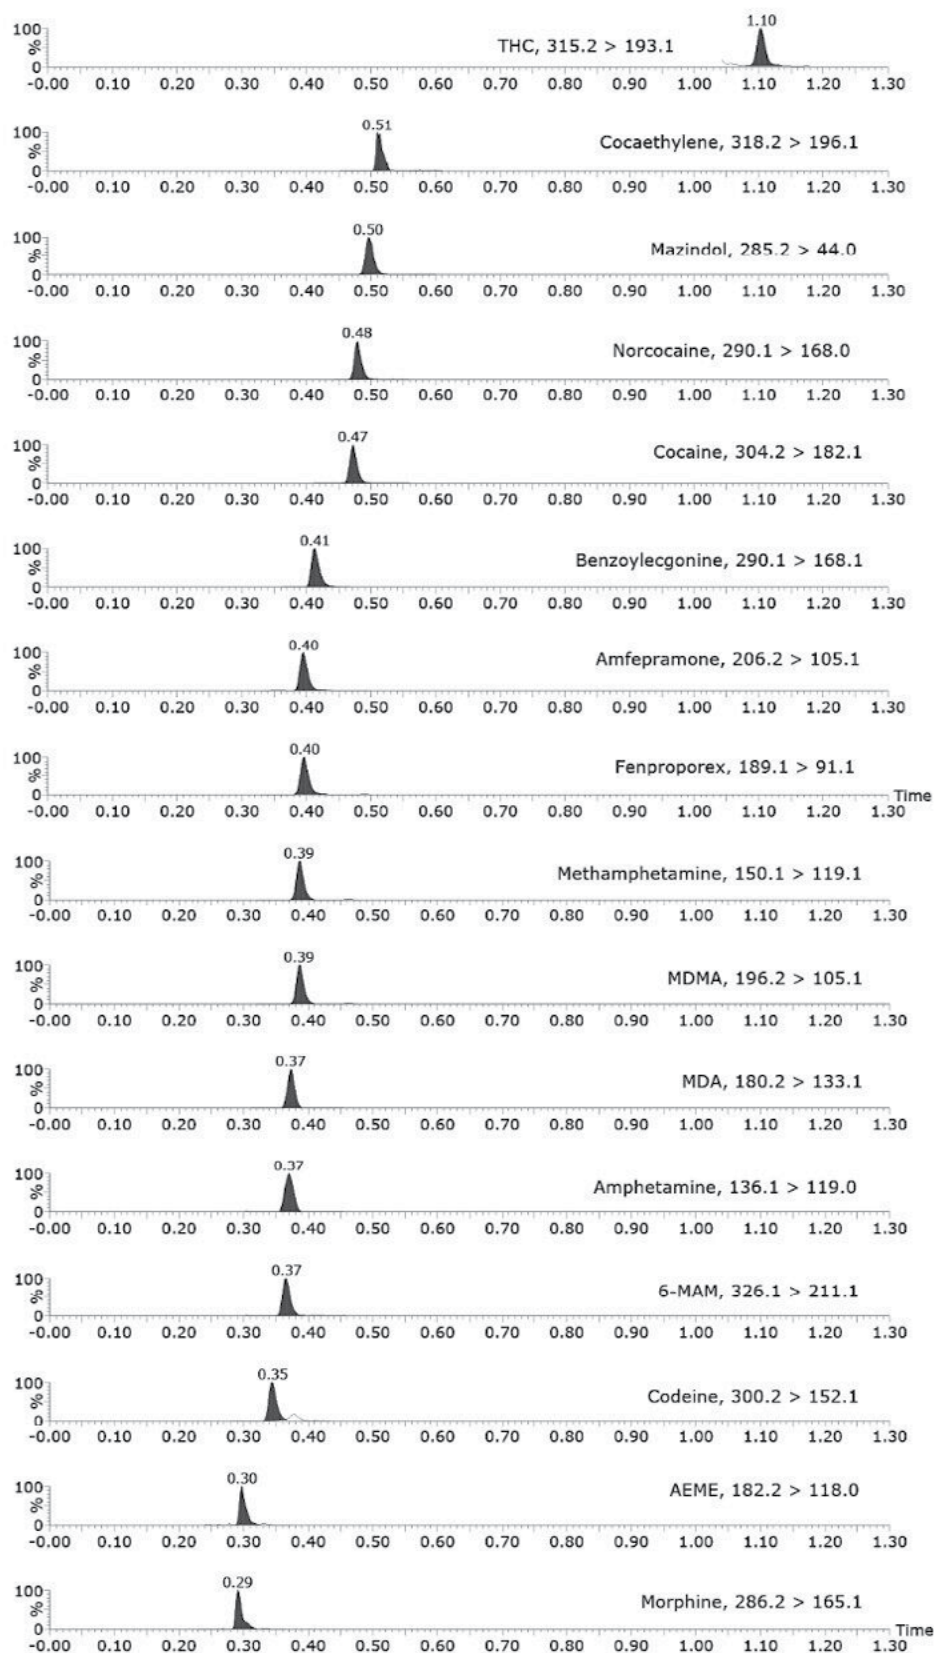 1.10
100
%
0
THC, 315.2 > 193.1
-0.00 0.10 0.20 0.30 0.40 0.50 0.60 0.70 0.80 0.90 1.00 1.10 1.20 1.30
0.51
100
%
0
Cocaethylene, 318.2 > 196.1
-0.00 0.10 0.20 0.30 0.40 0.50 0.60 0.70 0.80 0.90 1.00 1.10 1.20 1.30
0.50
100
%
0
Mazindol, 285.2 > 44.0
-0.00 0.10 0.20 0.30 0.40 0.50 0.60 0.70 0.80 0.90 1.00 1.10 1.20 1.30
0.48
100
%
0
Norcocaine, 290.1 > 168.0
-0.00 0.10 0.20 0.30 0.40 0.50 0.60 0.70 0.80 0.90 1.00 1.10 1.20 1.30
0.47
100
%
0
Cocaine, 304.2 > 182.1
-0.00 0.10 0.20 0.30 0.40 0.50 0.60 0.70 0.80 0.90 1.00 1.10 1.20 1.30
0.41
100
%
0
Benzoylecgonine, 290.1 > 168.1
-0.00 0.10 0.20 0.30 0.40 0.50 0.60 0.70 0.80 0.90 1.00 1.10 1.20 1.30
0.40
100
%
0
Amfepramone, 206.2 > 105.1
-0.00 0.10 0.20 0.30 0.40 0.50 0.60 0.70 0.80 0.90 1.00 1.10 1.20 1.30
0.40
100
%
0
Fenproporex, 189.1 > 91.1
Time
-0.00 0.10 0.20 0.30 0.40 0.50 0.60 0.70 0.80 0.90 1.00 1.10 1.20 1.30
0.39
100
%
0
Methamphetamine, 150.1 > 119.1
-0.00 0.10 0.20 0.30 0.40 0.50 0.60 0.70 0.80 0.90 1.00 1.10 1.20 1.30
0.39
100
%
0
MDMA, 196.2 > 105.1
-0.00 0.10 0.20 0.30 0.40 0.50 0.60 0.70 0.80 0.90 1.00 1.10 1.20 1.30
0.37
100
%
0
MDA, 180.2 > 133.1
-0.00 0.10 0.20 0.30 0.40 0.50 0.60 0.70 0.80 0.90 1.00 1.10 1.20 1.30
0.37
100
%
0
Amphetamine, 136.1 > 119.0
-0.00 0.10 0.20 0.30 0.40 0.50 0.60 0.70 0.80 0.90 1.00 1.10 1.20 1.30
0.37
100
%
0
6-MAM, 326.1 > 211.1
-0.00 0.10 0.20 0.30 0.40 0.50 0.60 0.70 0.80 0.90 1.00 1.10 1.20 1.30
0.35
100
%
0
Codeine, 300.2 > 152.1
-0.00 0.10 0.20 0.30 0.40 0.50 0.60 0.70 0.80 0.90 1.00 1.10 1.20 1.30
0.30
100
%
0
AEME, 182.2 > 118.0
-0.00 0.10 0.20 0.30 0.40 0.50 0.60 0.70 0.80 0.90 1.00 1.10 1.20 1.30
0.29
100
%
0
Morphine, 286.2 > 165.1
Time
-0.00 0.10 0.20 0.30 0.40 0.50 0.60 0.70 0.80 0.90 1.00 1.10 1.20 1.30